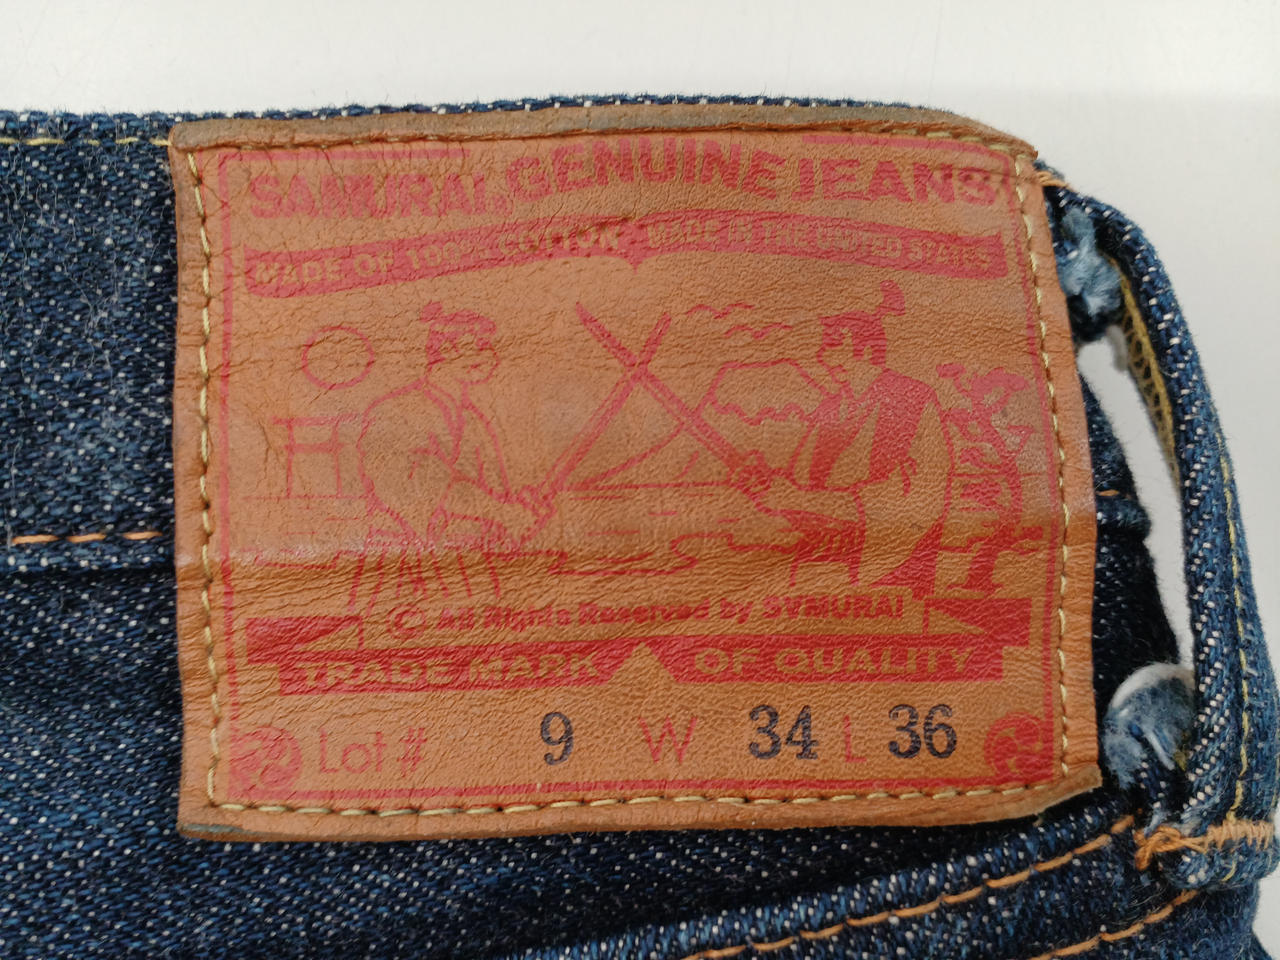 SAMURAI, GENUINE JEANS
MADE OF 100% COTTON · MADE IN THE UNITED STATES
© All Rights Reserved by SVMURAI
TRADE MARK OF QUALITY
Lot # 9 W 34 L 36